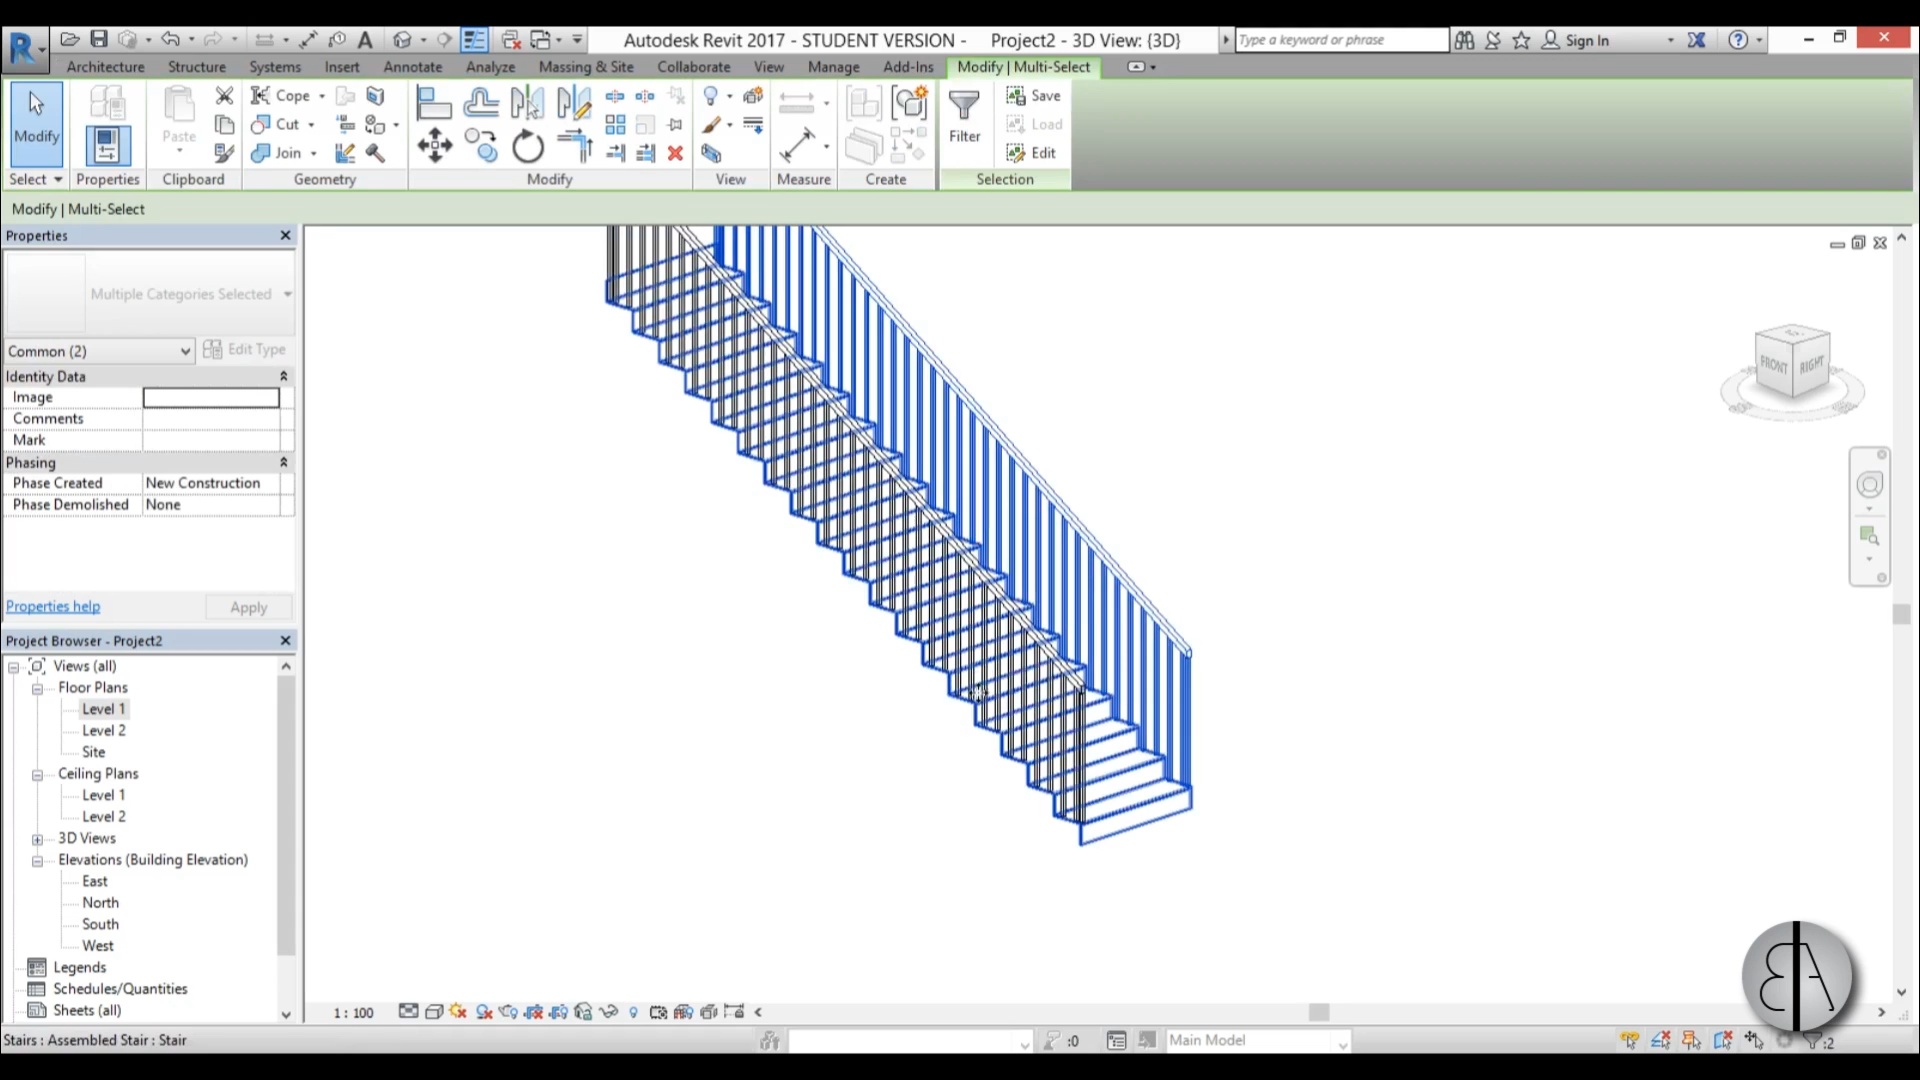 Autodesk Revit 2017 - STUDENT VERSION - Project2 - 3D View: {3D}
Type a keyword or phrase
Sign In
Architecture Structure Systems Insert Annotate Analyze Massing & Site Collaborate View Manage Add-Ins Modify | Multi-Select
Modify
Paste
Cope
Cut
Join
Filter
Save
Load
Edit
Select Properties Clipboard Geometry Modify View Measure Create Selection
Modify | Multi-Select
Properties
Multiple Categories Selected
Common (2)
Edit Type
Identity Data
Image
Comments
Mark
Phasing
Phase Created New Construction
Phase Demolished None
Properties help
Apply
FRONT
RIGHT
Project Browser - Project2
Views (all)
Floor Plans
Level 1
Level 2
Site
Ceiling Plans
Level 1
Level 2
3D Views
Elevations (Building Elevation)
East
North
South
West
Legends
Schedules/Quantities
Sheets (all)
1 : 100
Stairs : Assembled Stair : Stair
:0
Main Model
:2